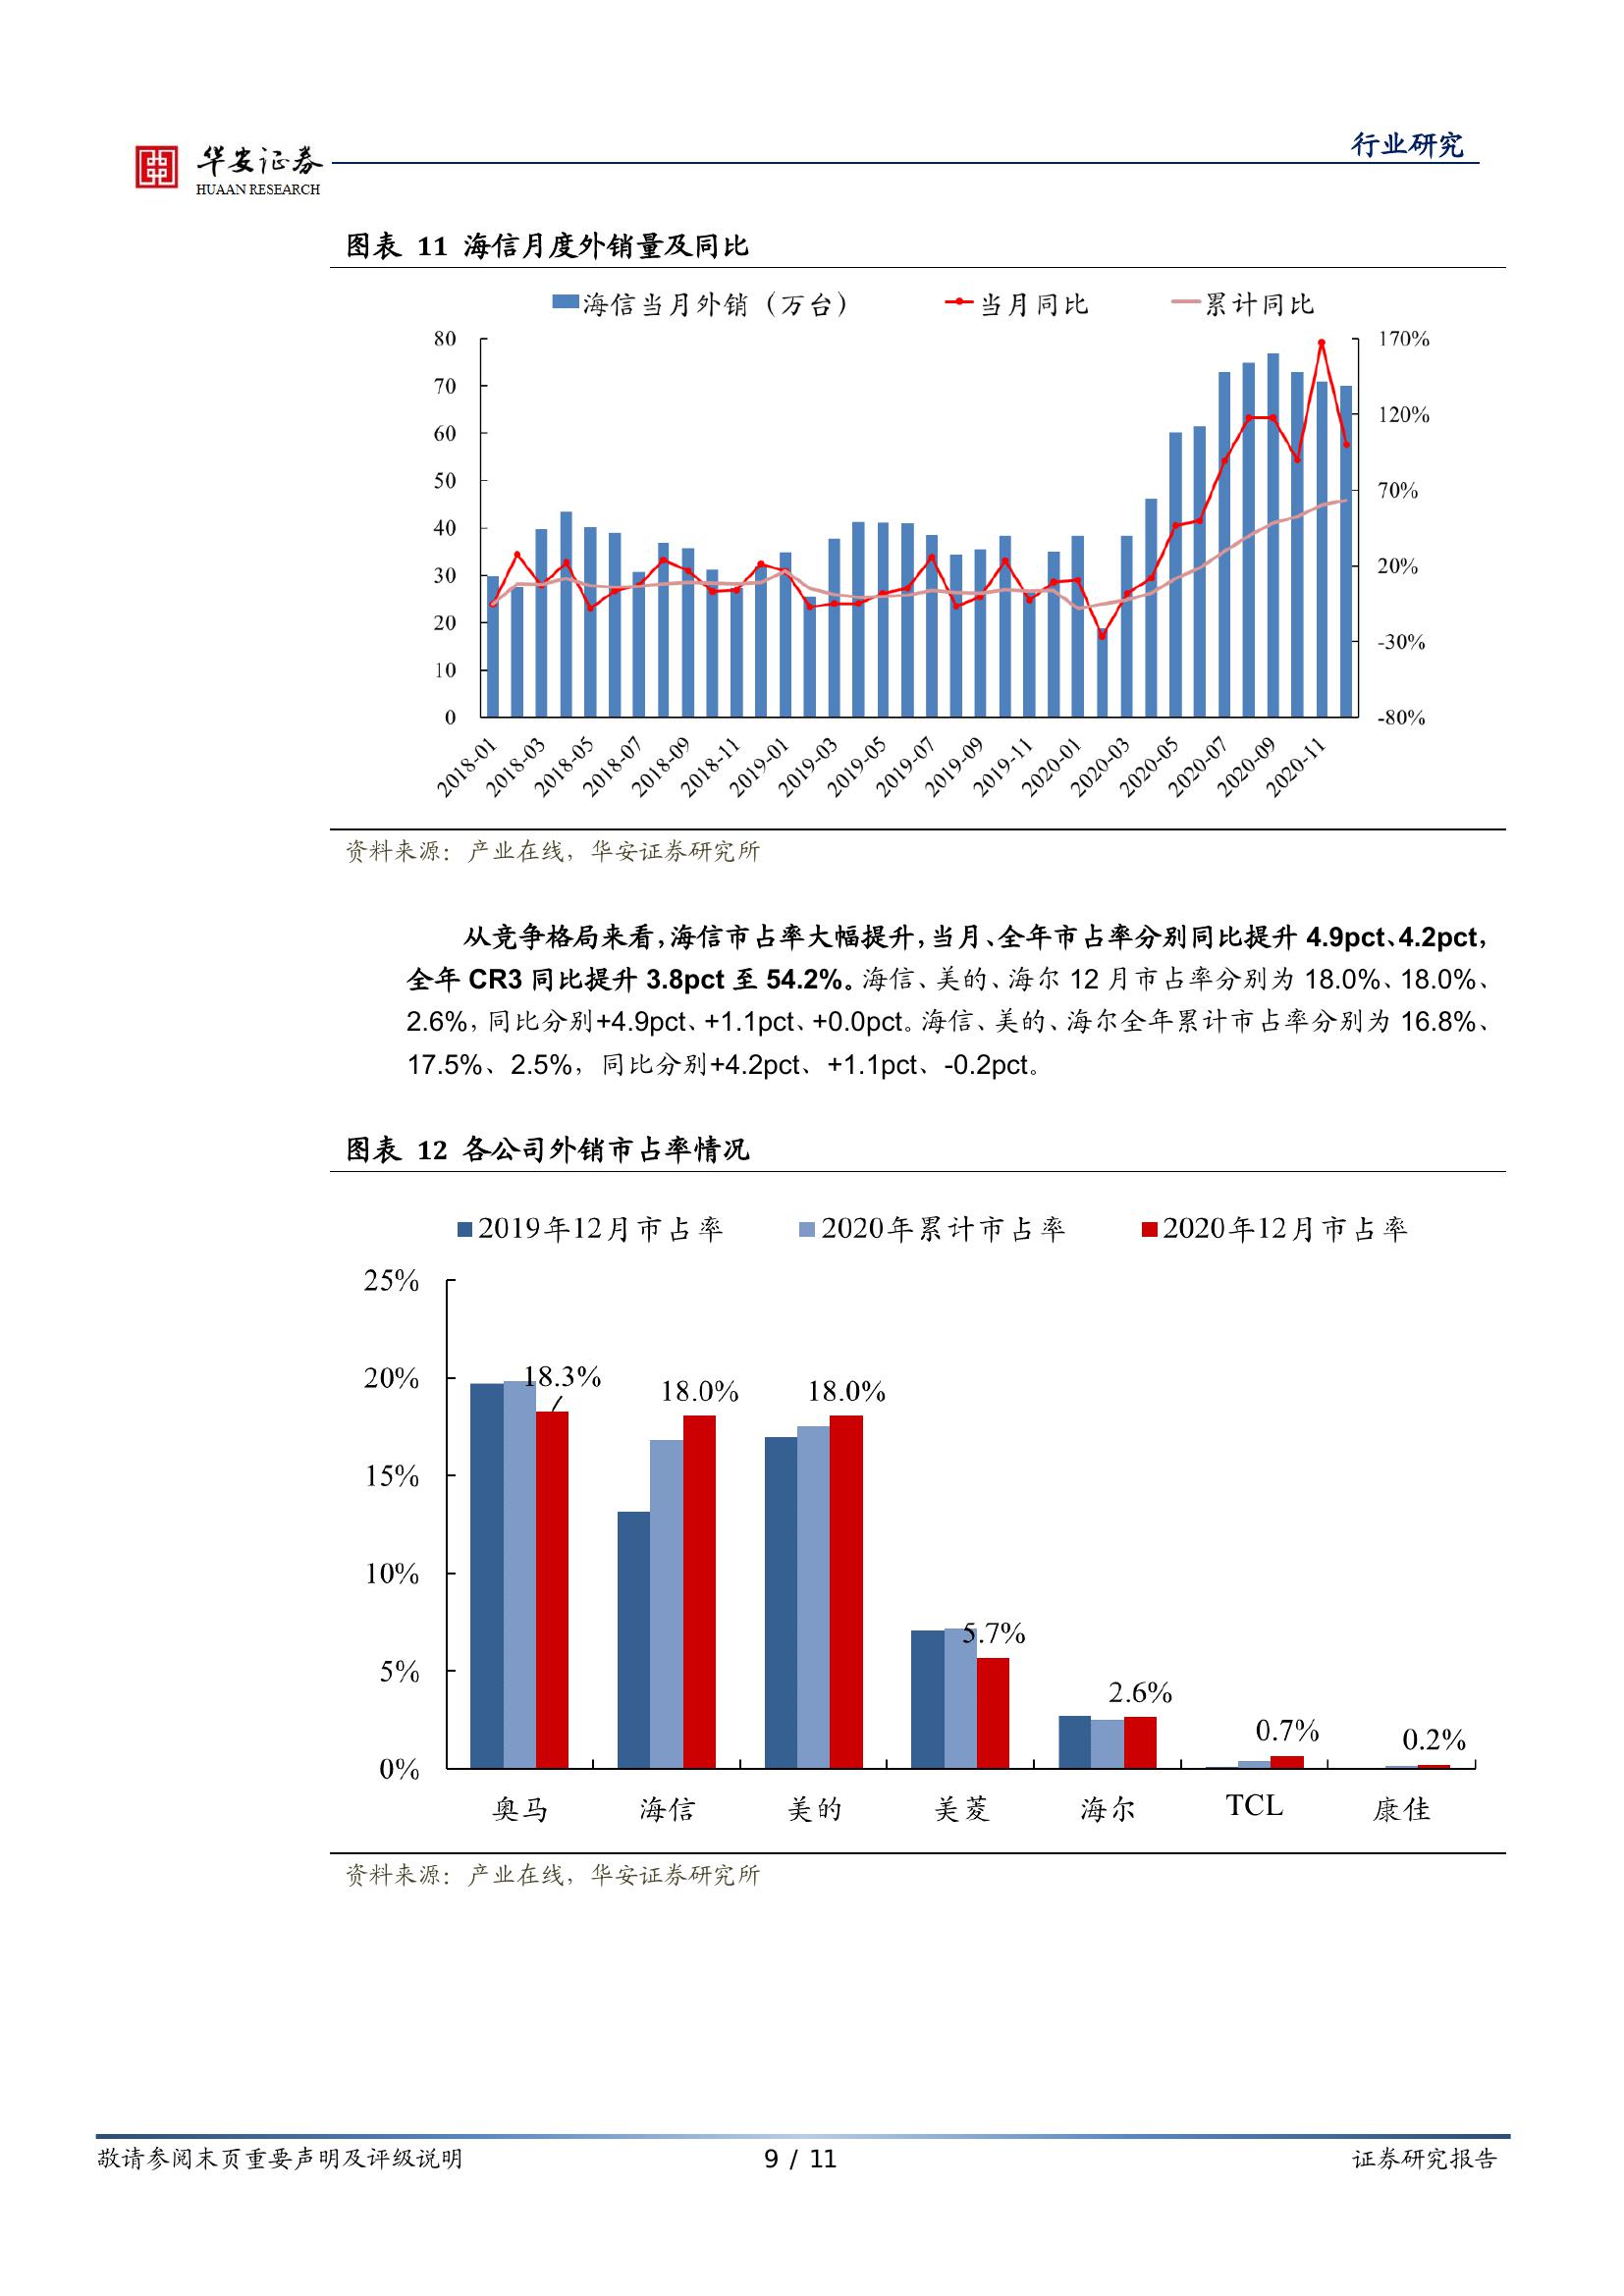 华安证券
HUAAN RESEARCH
行业研究
图表 11 海信月度外销量及同比
海信当月外销（万台） 当月同比 累计同比
80 170%
70
60 120%
50
40 70%
30 20%
20 -30%
10
0 -80%
2018-01 2018-03 2018-05 2018-07 2018-09 2018-11 2019-01 2019-03 2019-05 2019-07 2019-09 2019-11 2020-01 2020-03 2020-05 2020-07 2020-09 2020-11
资料来源：产业在线，华安证券研究所
从竞争格局来看，海信市占率大幅提升，当月、全年市占率分别同比提升 4.9pct、4.2pct，
全年 CR3 同比提升 3.8pct 至 54.2%。海信、美的、海尔 12 月市占率分别为 18.0%、18.0%、
2.6%，同比分别+4.9pct、+1.1pct、+0.0pct。海信、美的、海尔全年累计市占率分别为 16.8%、
17.5%、2.5%，同比分别+4.2pct、+1.1pct、-0.2pct。
图表 12 各公司外销市占率情况
2019年12月市占率 2020年累计市占率 2020年12月市占率
25%
20%
15%
10%
5%
0%
18.3% 18.0% 18.0% 5.7% 2.6% 0.7% 0.2%
奥马 海信 美的 美菱 海尔 TCL 康佳
资料来源：产业在线，华安证券研究所
敬请参阅末页重要声明及评级说明 9 / 11 证券研究报告